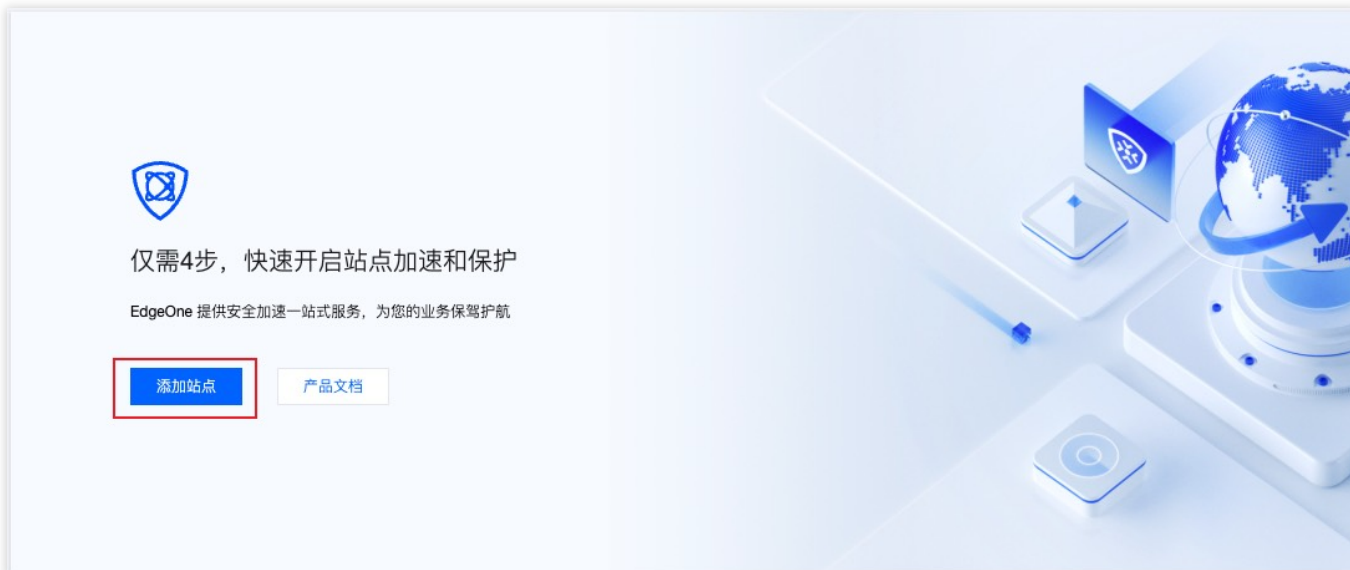 仅需4步，快速开启站点加速和保护
EdgeOne 提供安全加速一站式服务，为您的业务保驾护航
添加站点
产品文档